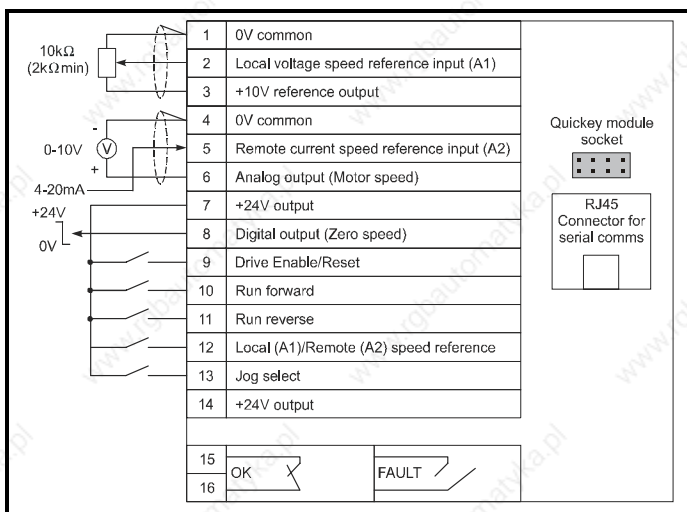 10kΩ
(2kΩmin)
1 0V common
2 Local voltage speed reference input (A1)
3 +10V reference output
4 0V common
5 Remote current speed reference input (A2)
6 Analog output (Motor speed)
7 +24V output
8 Digital output (Zero speed)
9 Drive Enable/Reset
10 Run forward
11 Run reverse
12 Local (A1)/Remote (A2) speed reference
13 Jog select
14 +24V output
15
16
OK
FAULT
-
0-10V
V
+
4-20mA
+24V
0V
Quickey module
socket
RJ45
Connector for
serial comms
www.rgbautomatyka.pl